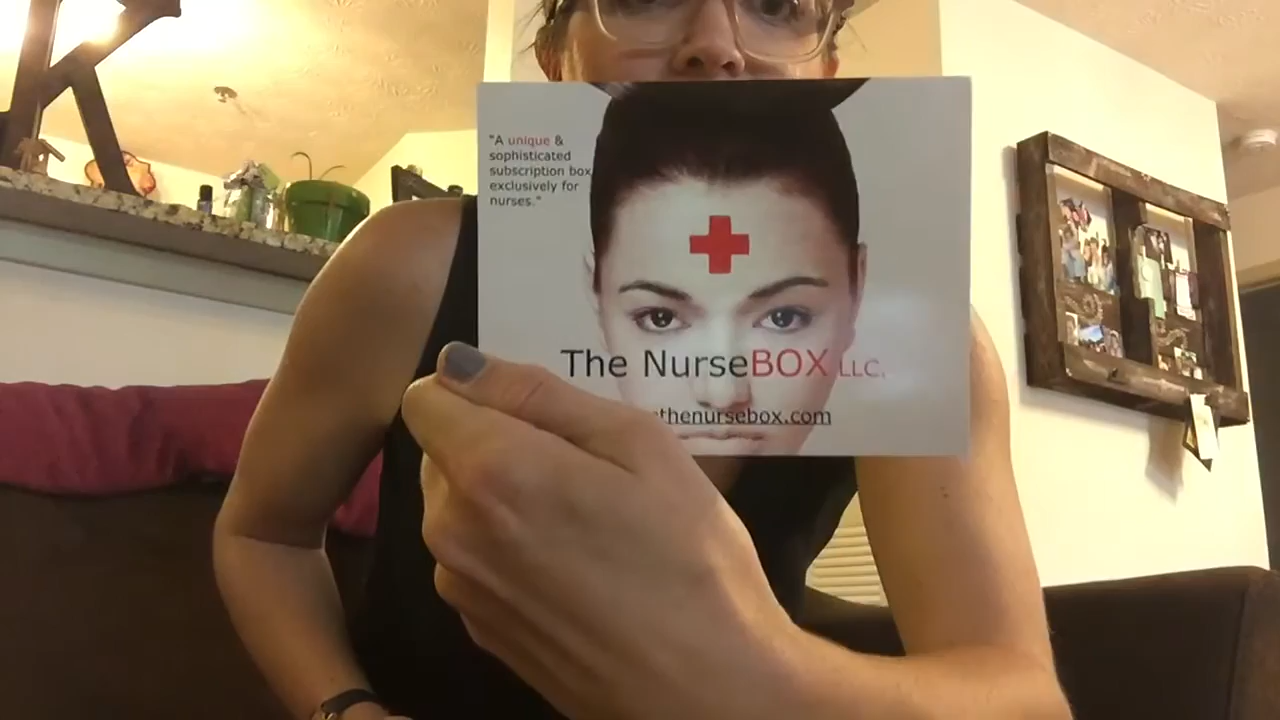 "A unique &
sophisticated
subscription box
exclusively for
nurses."
The NurseBOX LLC.
thenursebox.com